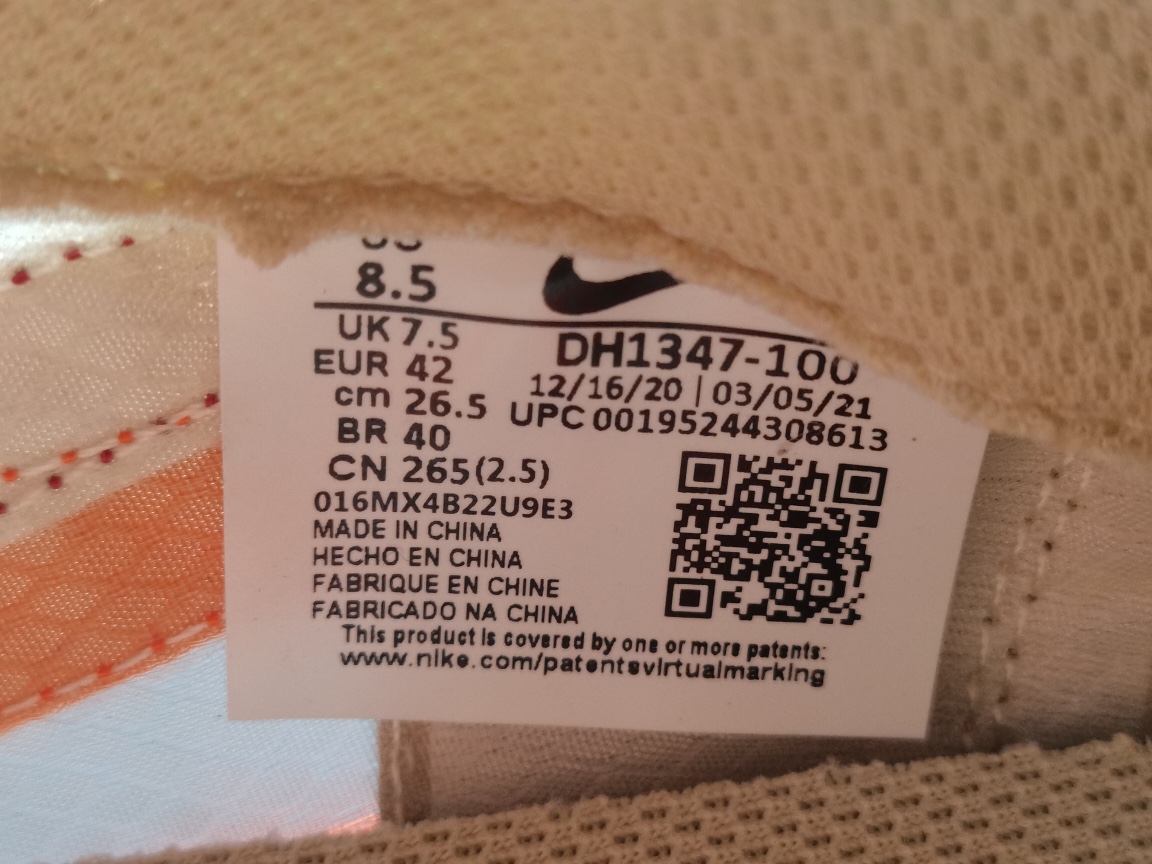 8.5
UK 7.5
EUR 42
cm 26.5
BR 40
CN 265(2.5)
DH1347-100
12/16/20 | 03/05/21
UPC 00195244308613
016MX4B22U9E3
MADE IN CHINA
HECHO EN CHINA
FABRIQUE EN CHINE
FABRICADO NA CHINA
This product is covered by one or more patents:
www.nike.com/patentsvirtualmarking